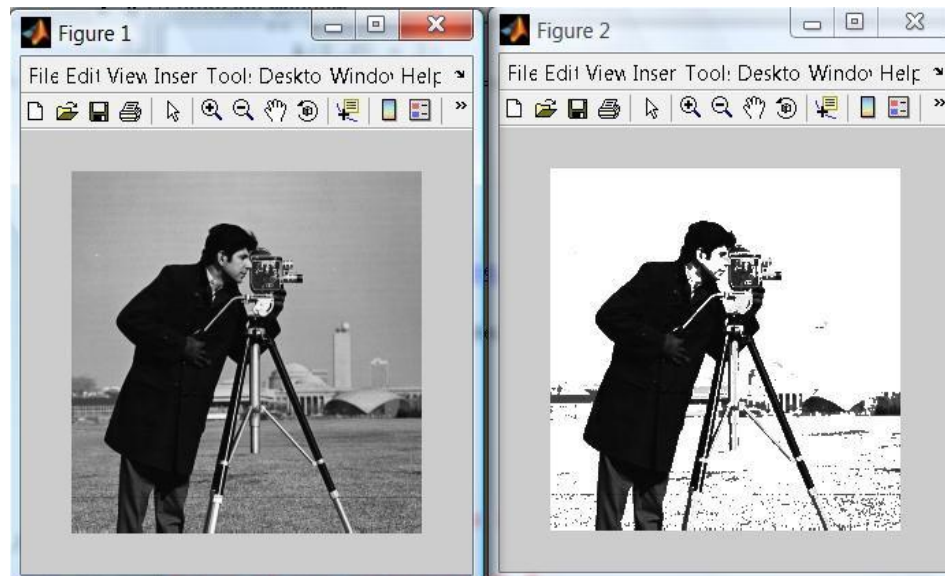 Figure 1
File Edit View Inser Tool: Deskto Windo Help
Figure 2
File Edit View Inser Tool: Deskto Windo Help